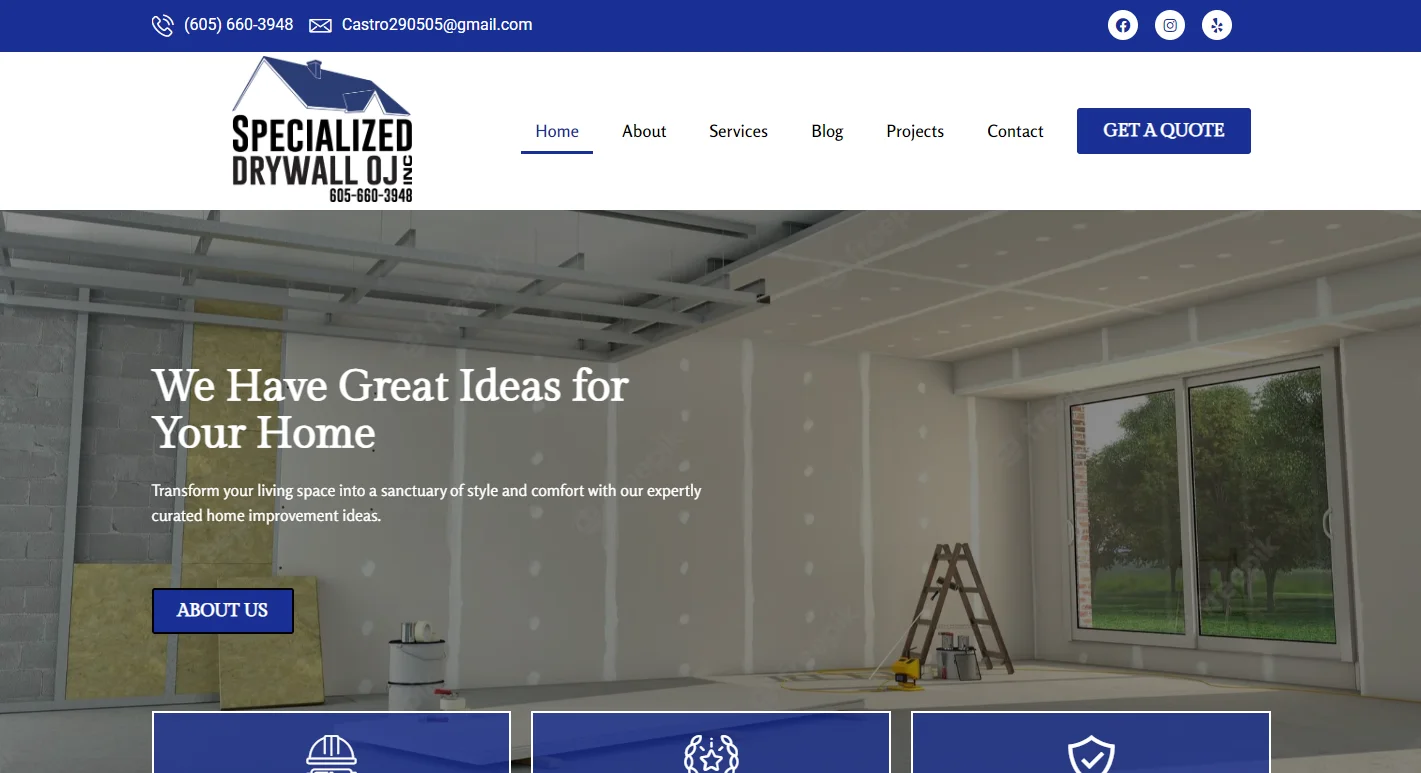 (605) 660-3948 Castro290505@gmail.com
SPECIALIZED
DRYWALL OJ INC
605-660-3948
Home About Services Blog Projects Contact GET A QUOTE
We Have Great Ideas for
Your Home
Transform your living space into a sanctuary of style and comfort with our expertly
curated home improvement ideas.
ABOUT US